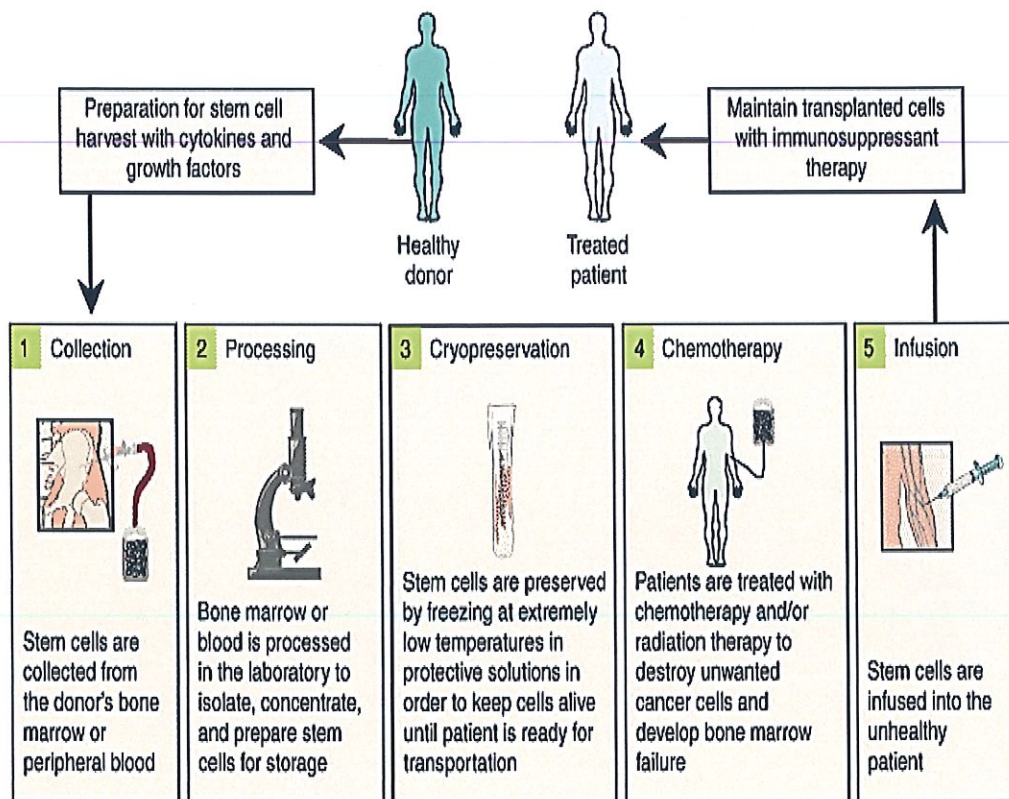 Preparation for stem cell
harvest with cytokines and
growth factors
Healthy
donor
Treated
patient
Maintain transplanted cells
with immunosuppressant
therapy
1 Collection
Stem cells are
collected from
the donor's bone
marrow or
peripheral blood
2 Processing
Bone marrow or
blood is processed
in the laboratory to
isolate, concentrate,
and prepare stem
cells for storage
3 Cryopreservation
Stem cells are preserved
by freezing at extremely
low temperatures in
protective solutions in
order to keep cells alive
until patient is ready for
transportation
4 Chemotherapy
Patients are treated with
chemotherapy and/or
radiation therapy to
destroy unwanted
cancer cells and
develop bone marrow
failure
5 Infusion
Stem cells are
infused into the
unhealthy
patient